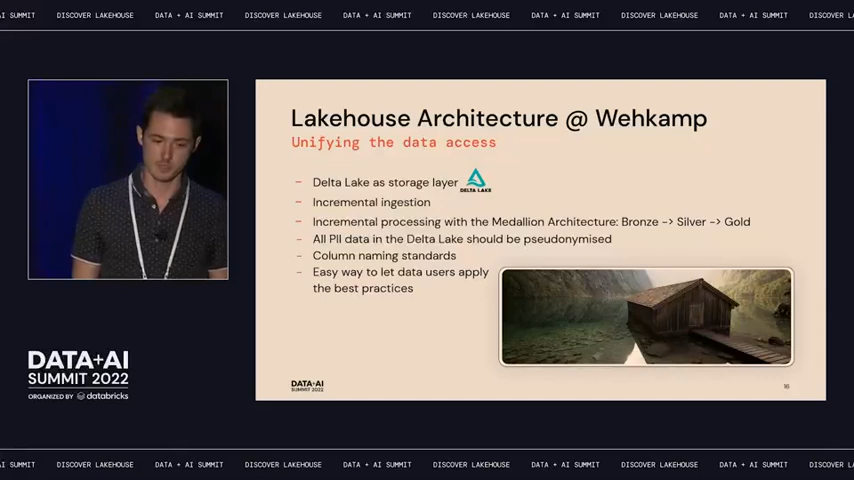 AI SUMMIT DISCOVER LAKEHOUSE DATA + AI SUMMIT DISCOVER LAKEHOUSE DATA + AI SUMMIT DISCOVER LAKEHOUSE DATA + AI SUMMIT DISCOVER LAKEHOUSE DATA + AI SUMMIT
Lakehouse Architecture @ Wehkamp
Unifying the data access
– Delta Lake as storage layer
DELTA LAKE
– Incremental ingestion
– Incremental processing with the Medallion Architecture: Bronze -> Silver -> Gold
– All PII data in the Delta Lake should be pseudonymised
– Column naming standards
– Easy way to let data users apply
the best practices
DATA+AI
SUMMIT 2022
16
DATA+AI
SUMMIT 2022
ORGANIZED BY databricks
AI SUMMIT DISCOVER LAKEHOUSE DATA + AI SUMMIT DISCOVER LAKEHOUSE DATA + AI SUMMIT DISCOVER LAKEHOUSE DATA + AI SUMMIT DISCOVER LAKEHOUSE DATA + AI SUMMIT